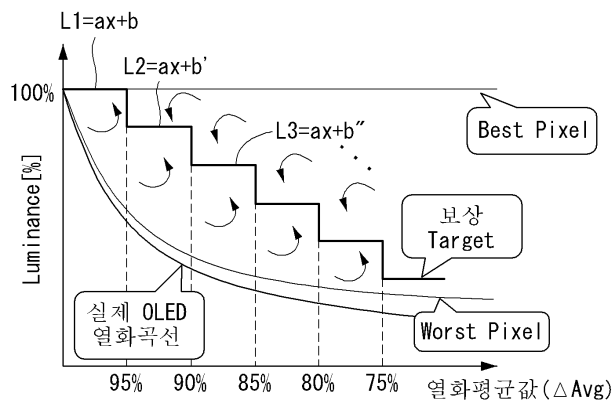 L1=ax+b
L2=ax+b'
100%
L3=ax+b"
Best Pixel
Luminance[%]
보상
Target
실제 OLED
열화곡선
Worst Pixel
95%
90%
85%
80%
75%
열화평균값(△Avg)